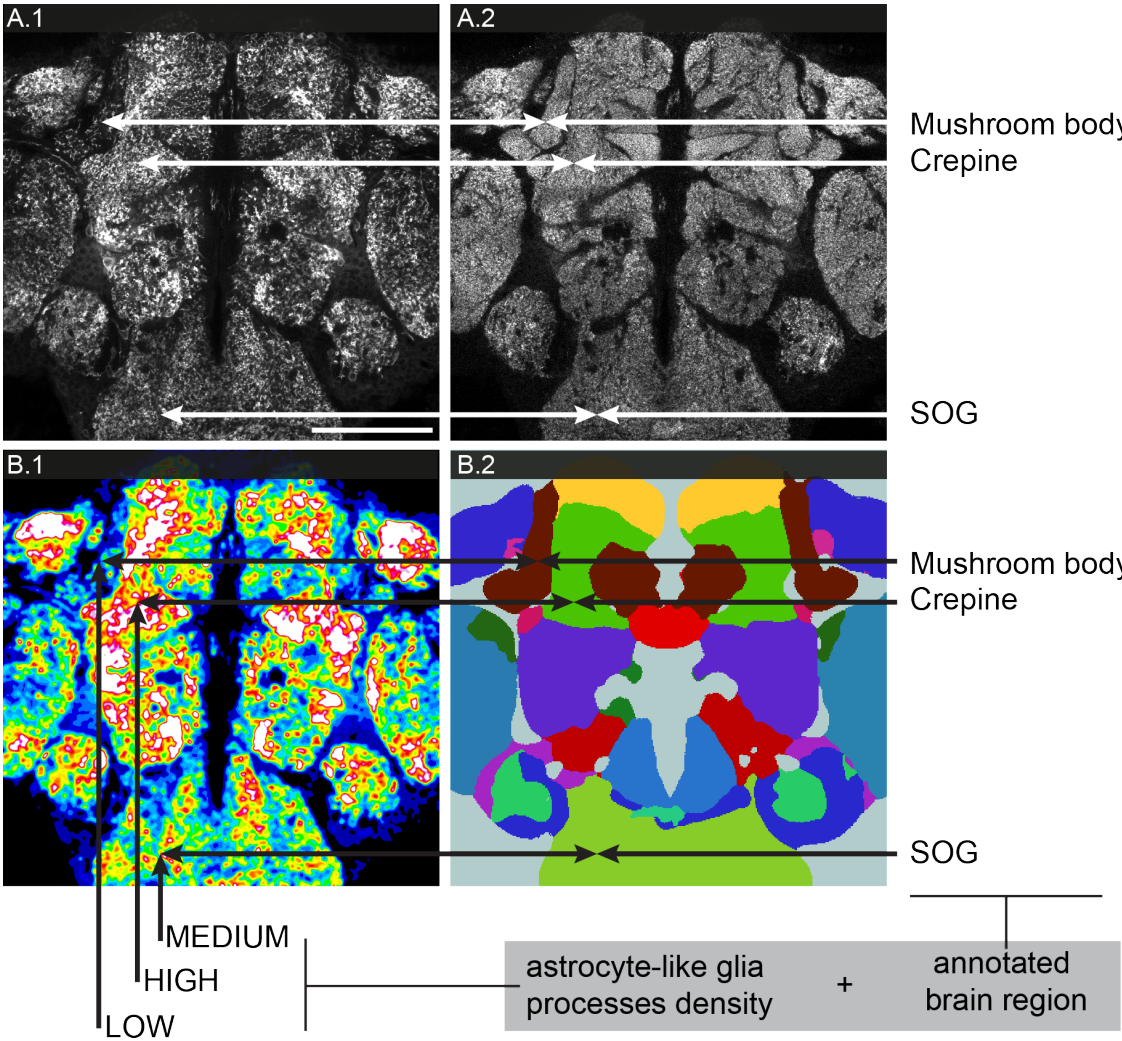 A.1
A.2
Mushroom body
Crepine
SOG
B.1
B.2
Mushroom body
Crepine
SOG
MEDIUM
HIGH
LOW
astrocyte-like glia
processes density
+
annotated
brain region